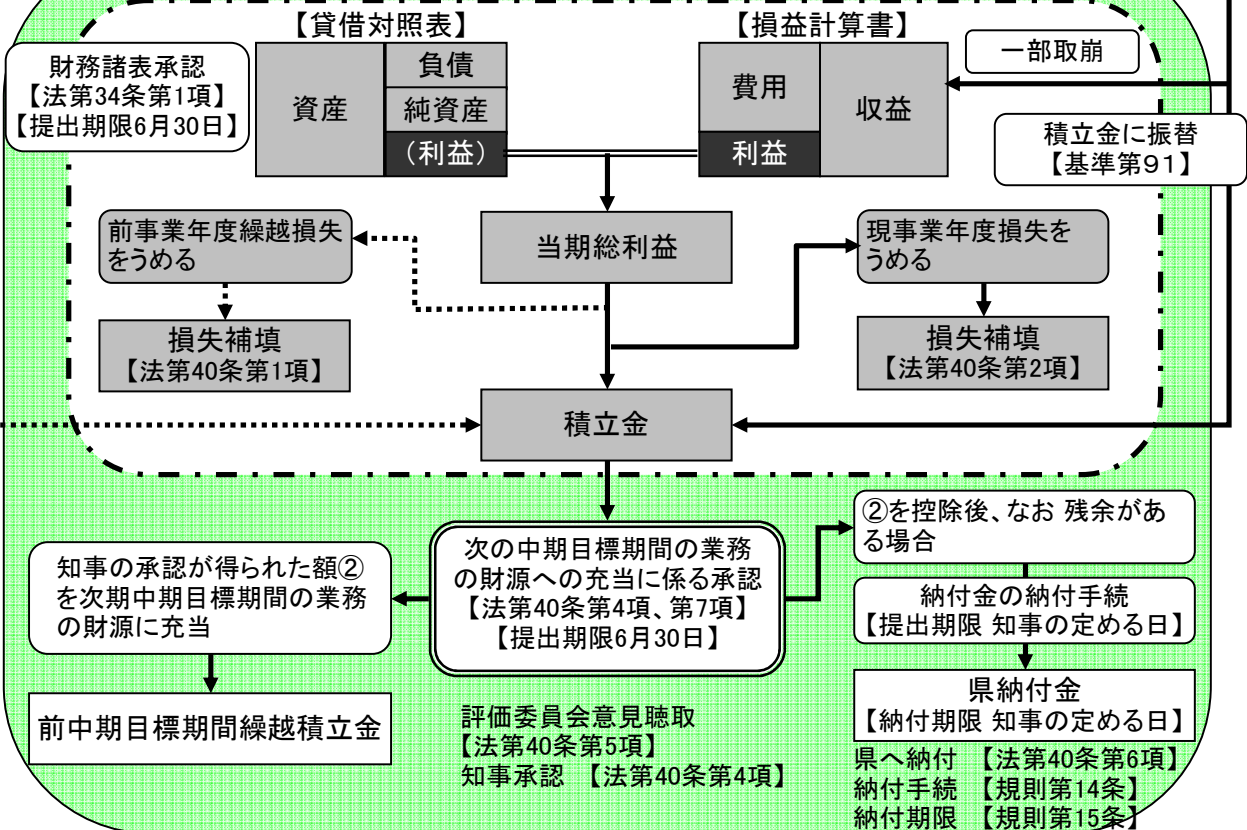 【貸借対照表】
【損益計算書】
財務諸表承認
【法第34条第1項】
【提出期限6月30日】
資産
負債
純資産
(利益)
費用
利益
収益
一部取崩
積立金に振替
【基準第91】
前事業年度繰越損失
をうめる
当期総利益
現事業年度損失を
うめる
損失補填
【法第40条第1項】
損失補填
【法第40条第2項】
積立金
②を控除後、なお 残余があ
る場合
次の中期目標期間の業務
の財源への充当に係る承認
【法第40条第4項、第7項】
【提出期限6月30日】
知事の承認が得られた額②
を次期中期目標期間の業務
の財源に充当
納付金の納付手続
【提出期限 知事の定める日】
前中期目標期間繰越積立金
県納付金
【納付期限 知事の定める日】
評価委員会意見聴取
【法第40条第5項】
知事承認 【法第40条第4項】
県へ納付 【法第40条第6項】
納付手続 【規則第14条】
納付期限 【規則第15条】